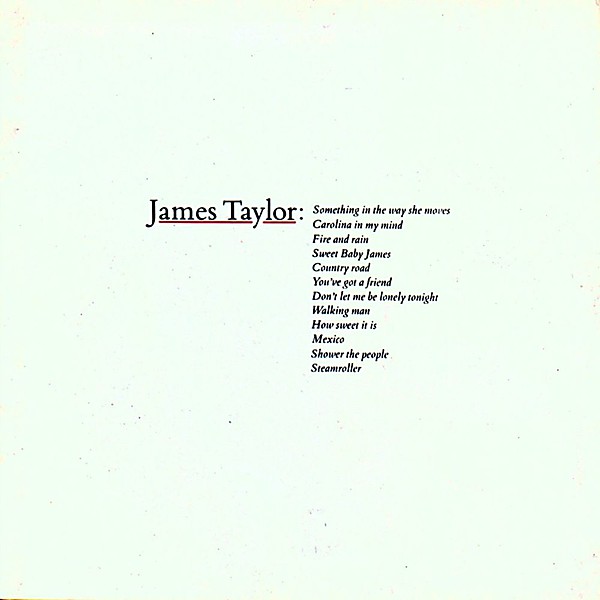 James Taylor: Something in the way she moves
Carolina in my mind
Fire and rain
Sweet Baby James
Country road
You've got a friend
Don't let me be lonely tonight
Walking man
How sweet it is
Mexico
Shower the people
Steamroller